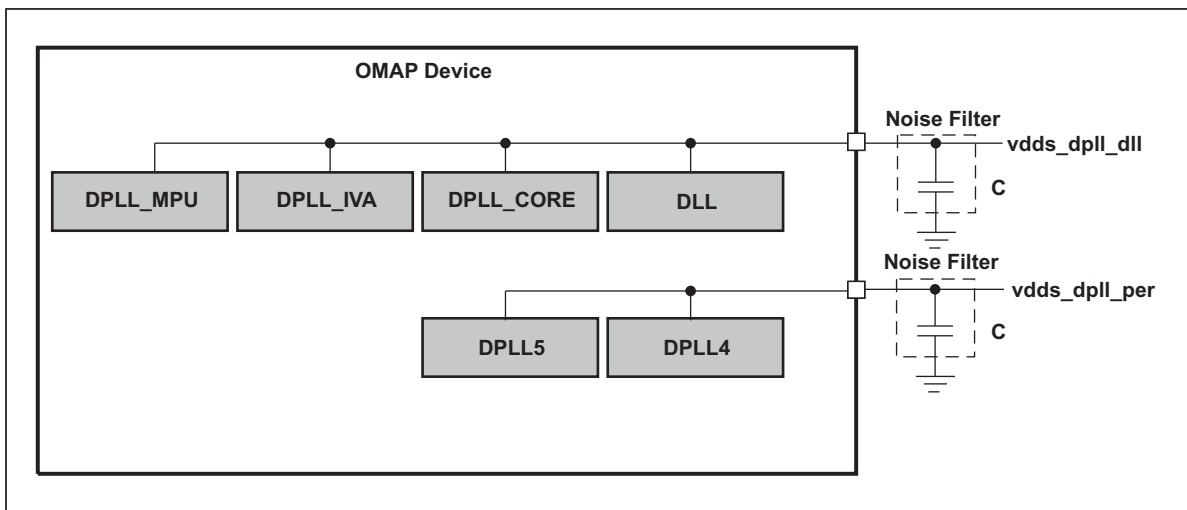 OMAP Device
Noise Filter
vdds_dpll_dll
C
DPLL_MPU
DPLL_IVA
DPLL_CORE
DLL
Noise Filter
vdds_dpll_per
C
DPLL5
DPLL4